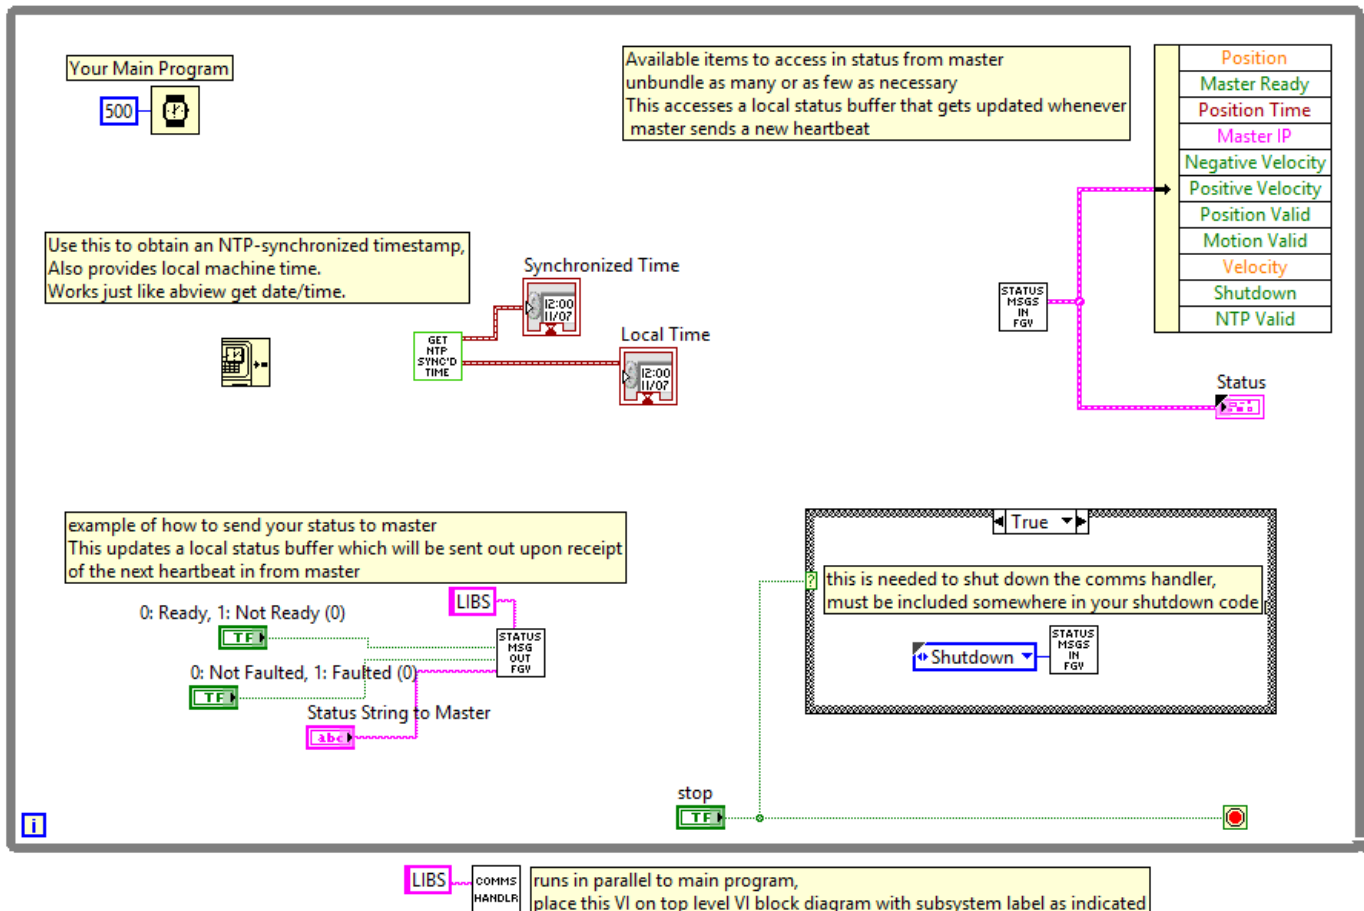 Your Main Program
500
Available items to access in status from master
unbundle as many or as few as necessary
This accesses a local status buffer that gets updated whenever
master sends a new heartbeat
Position
Master Ready
Position Time
Master IP
Negative Velocity
Positive Velocity
Position Valid
Motion Valid
Velocity
Shutdown
NTP Valid
Use this to obtain an NTP-synchronized timestamp,
Also provides local machine time.
Works just like abview get date/time.
Synchronized Time
12:00
11/07
Local Time
12:00
11/07
GET
NTP
SYNC'D
TIME
STATUS
MSGS
IN
FGV
Status
example of how to send your status to master
This updates a local status buffer which will be sent out upon receipt
of the next heartbeat in from master
LIBS
0: Ready, 1: Not Ready (0)
TF
0: Not Faulted, 1: Faulted (0)
TF
Status String to Master
abc
STATUS
MSG
OUT
FGV
True
?
this is needed to shut down the comms handler,
must be included somewhere in your shutdown code
Shutdown
STATUS
MSGS
IN
FGV
stop
TF
i
LIBS
COMMS
HANDLR
runs in parallel to main program,
place this VI on top level VI block diagram with subsystem label as indicated